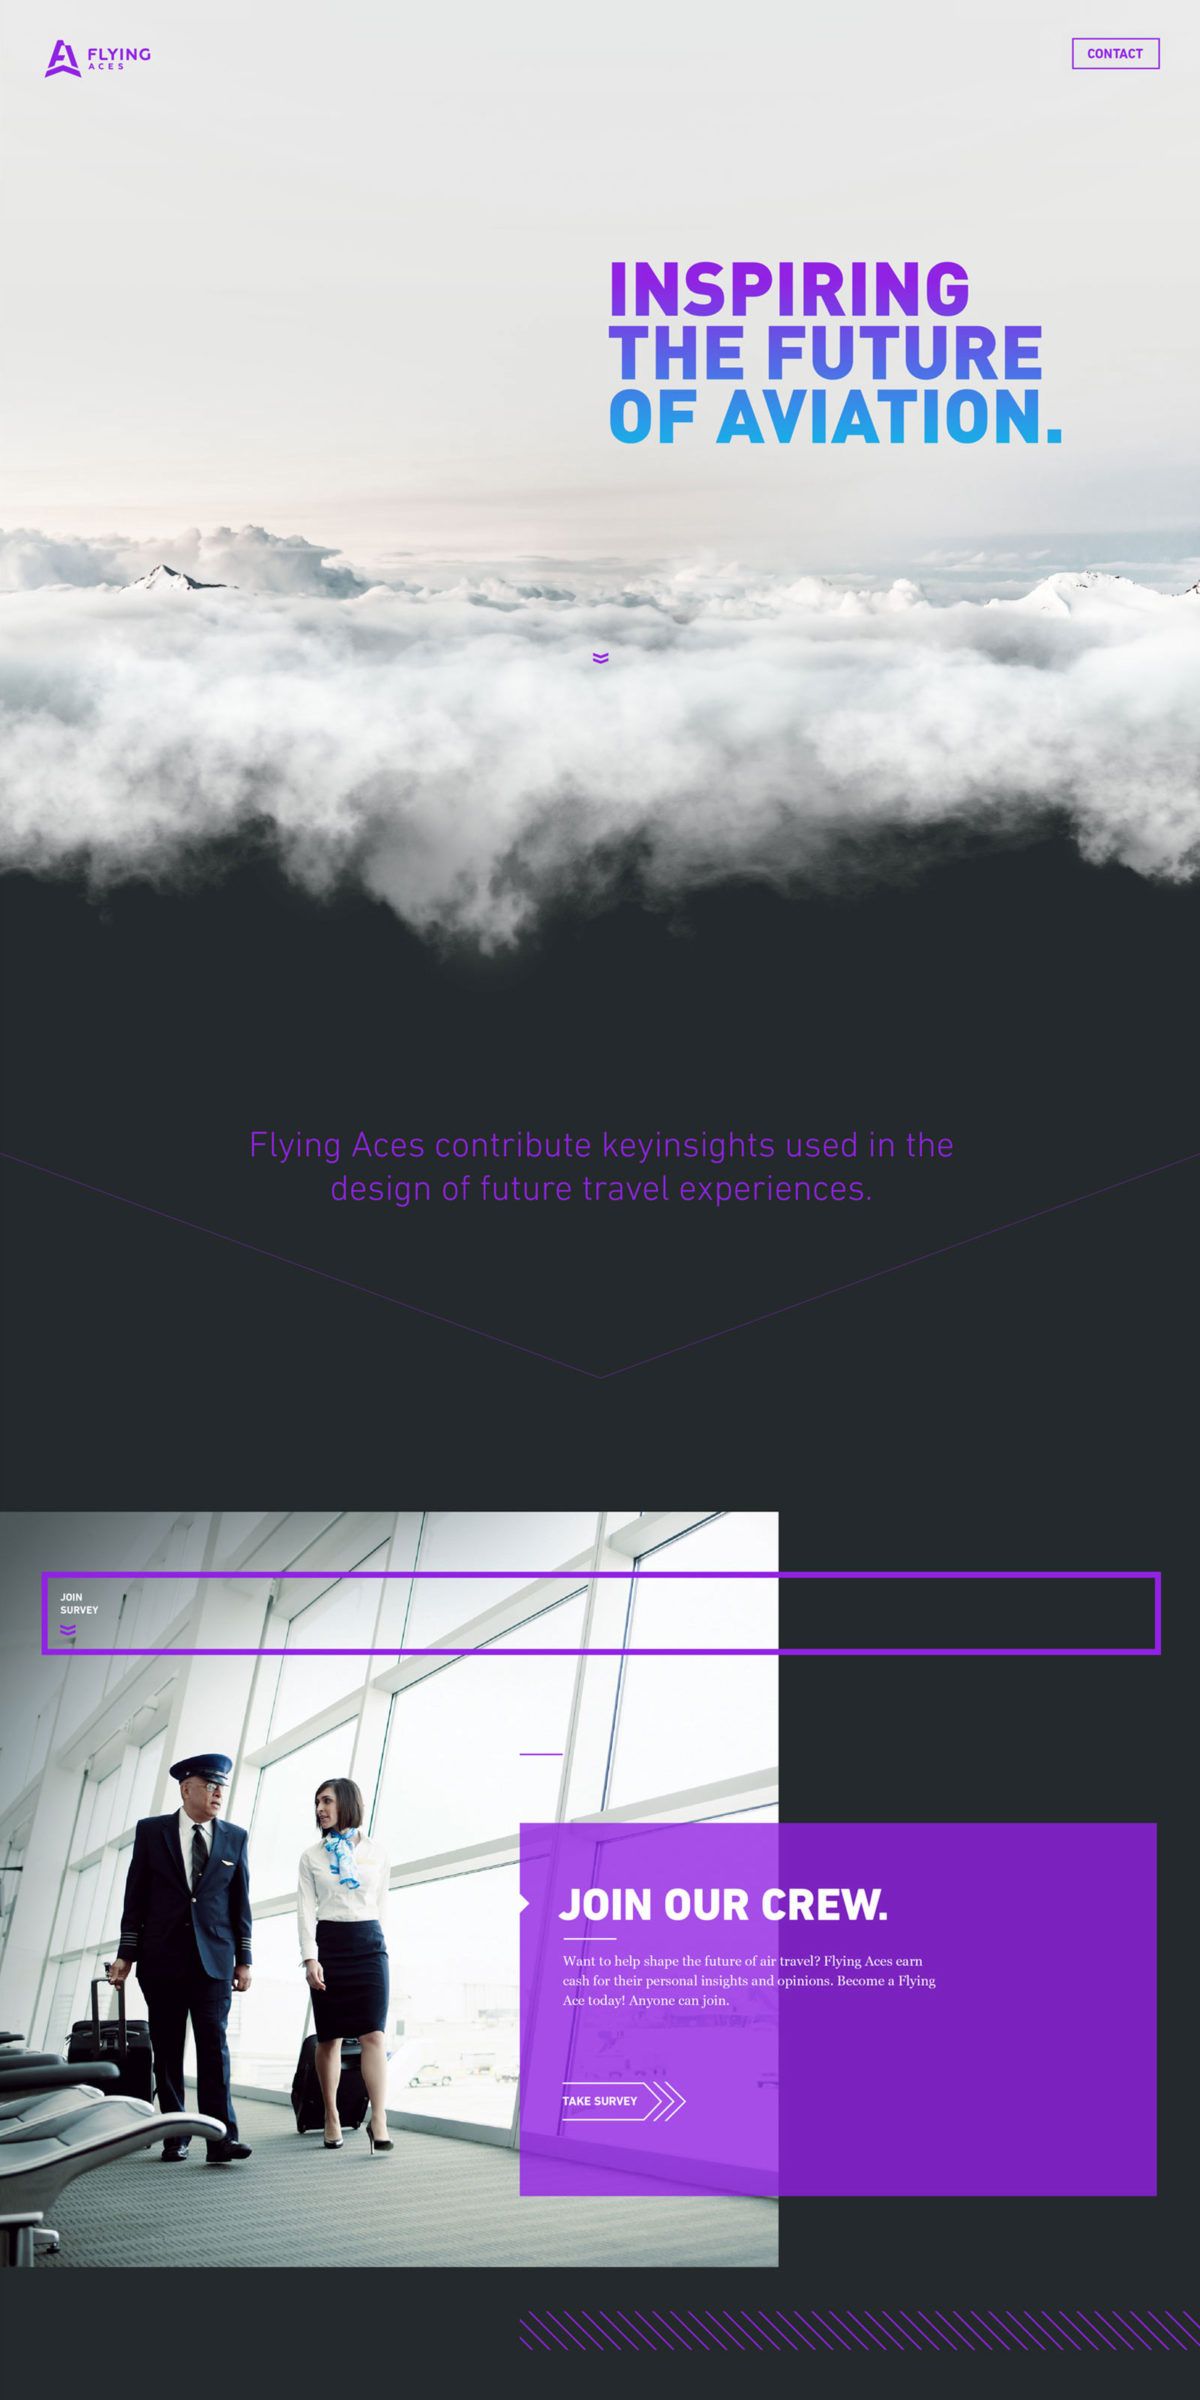 FLYING
ACES
CONTACT
INSPIRING
THE FUTURE
OF AVIATION.
Flying Aces contribute keyinsights used in the
design of future travel experiences.
JOIN
SURVEY
JOIN OUR CREW.
Want to help shape the future of air travel? Flying Aces earn
cash for their personal insights and opinions. Become a Flying
Ace today! Anyone can join.
TAKE SURVEY